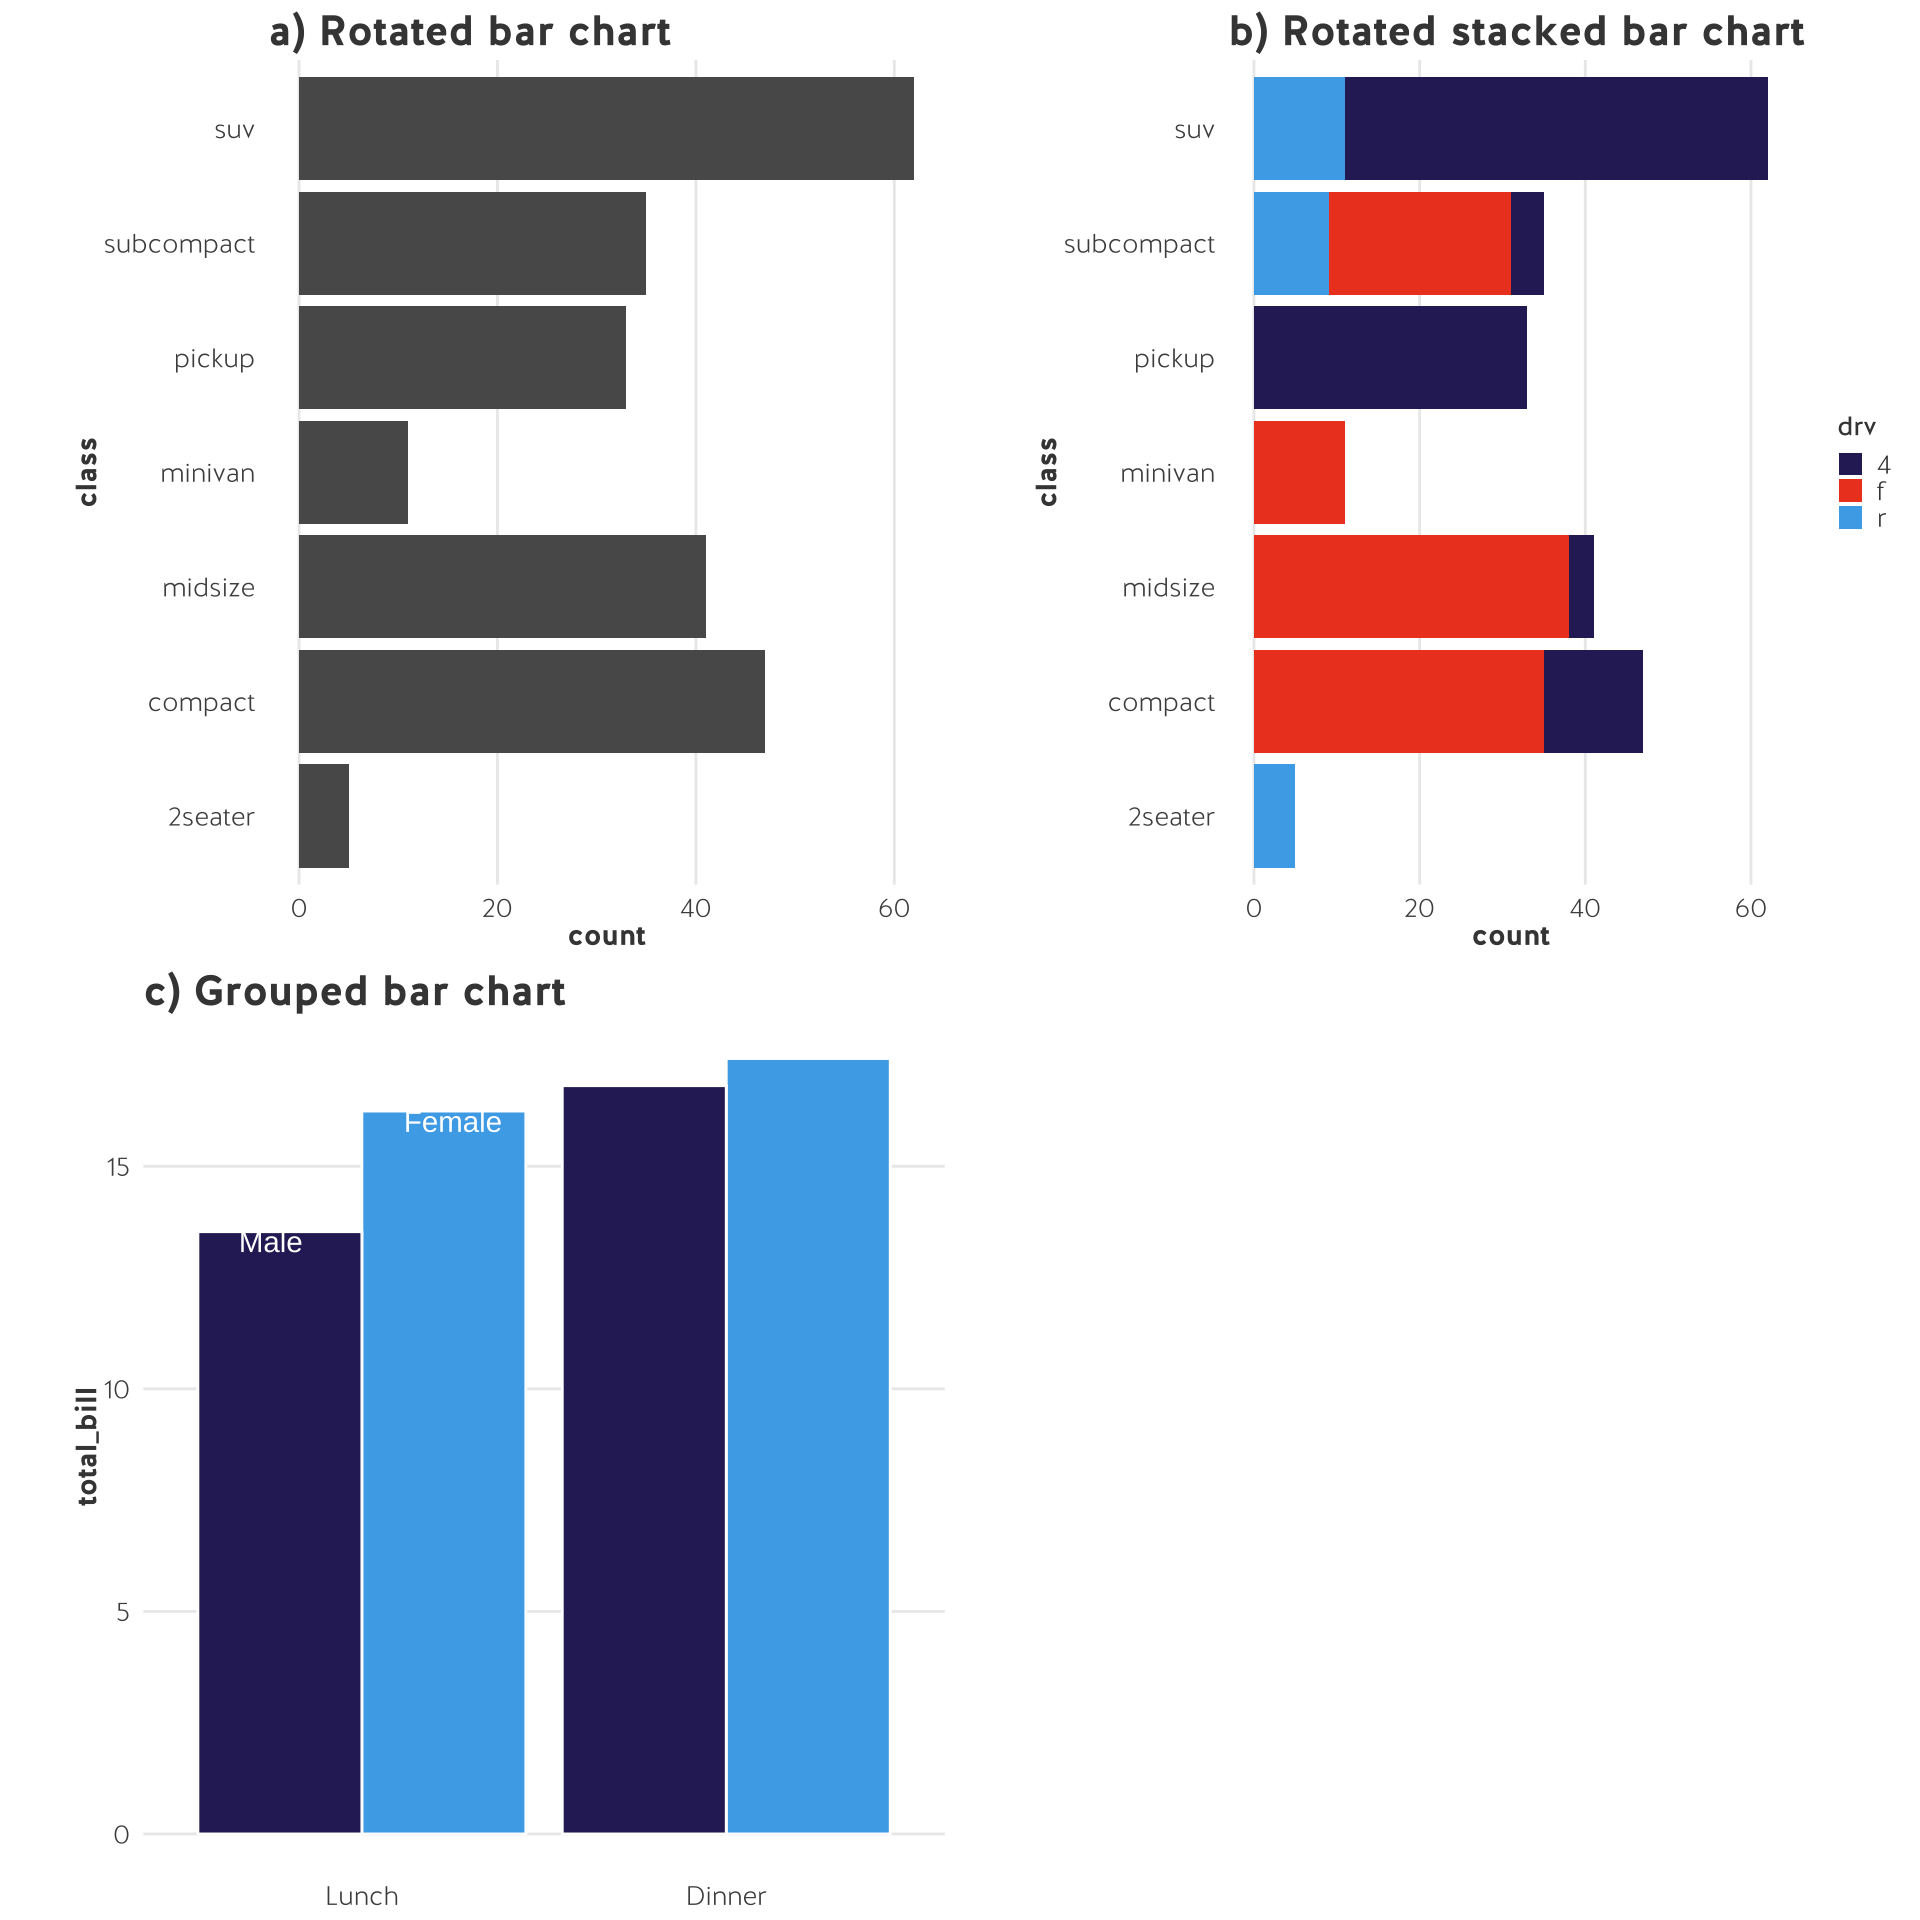 a) Rotated bar chart
suv
subcompact
pickup
minivan
midsize
compact
2seater
class
0 20 40 60
count
b) Rotated stacked bar chart
suv
subcompact
pickup
minivan
midsize
compact
2seater
class
0 20 40 60
count
drv
4
f
r
c) Grouped bar chart
Female
Male
15
10
5
0
total_bill
Lunch Dinner